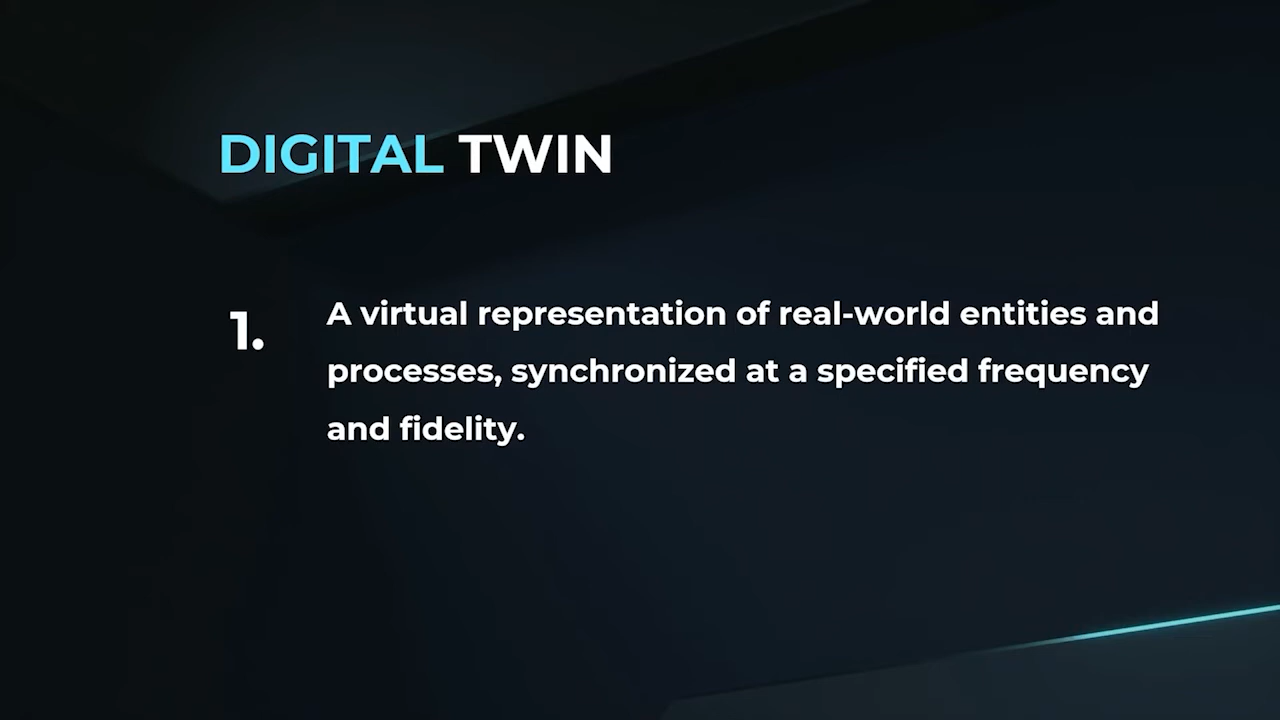 DIGITAL TWIN
1. A virtual representation of real-world entities and
processes, synchronized at a specified frequency
and fidelity.